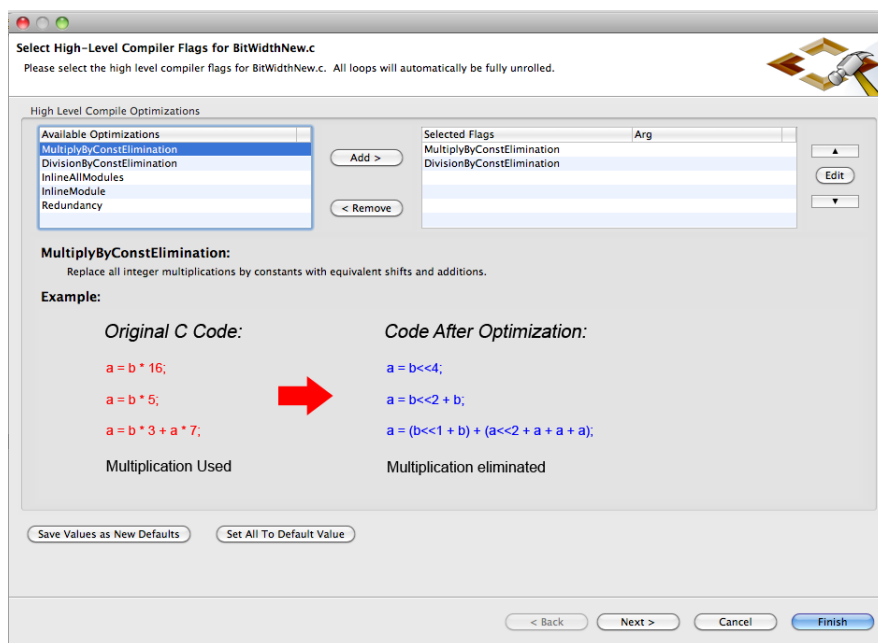 Select High-Level Compiler Flags for BitWidthNew.c
Please select the high level compiler flags for BitWidthNew.c. All loops will automatically be fully unrolled.
High Level Compile Optimizations
Available Optimizations
MultiplyByConstElimination
DivisionByConstElimination
InlineAllModules
InlineModule
Redundancy
Add >
< Remove
Selected Flags Arg
MultiplyByConstElimination
DivisionByConstElimination
Edit
MultiplyByConstElimination:
Replace all integer multiplications by constants with equivalent shifts and additions.
Example:
Original C Code:
a = b * 16;
a = b * 5;
a = b * 3 + a * 7;
Multiplication Used
Code After Optimization:
a = b<<4;
a = b<<2 + b;
a = (b<<1 + b) + (a<<2 + a + a + a);
Multiplication eliminated
Save Values as New Defaults
Set All To Default Value
< Back
Next >
Cancel
Finish